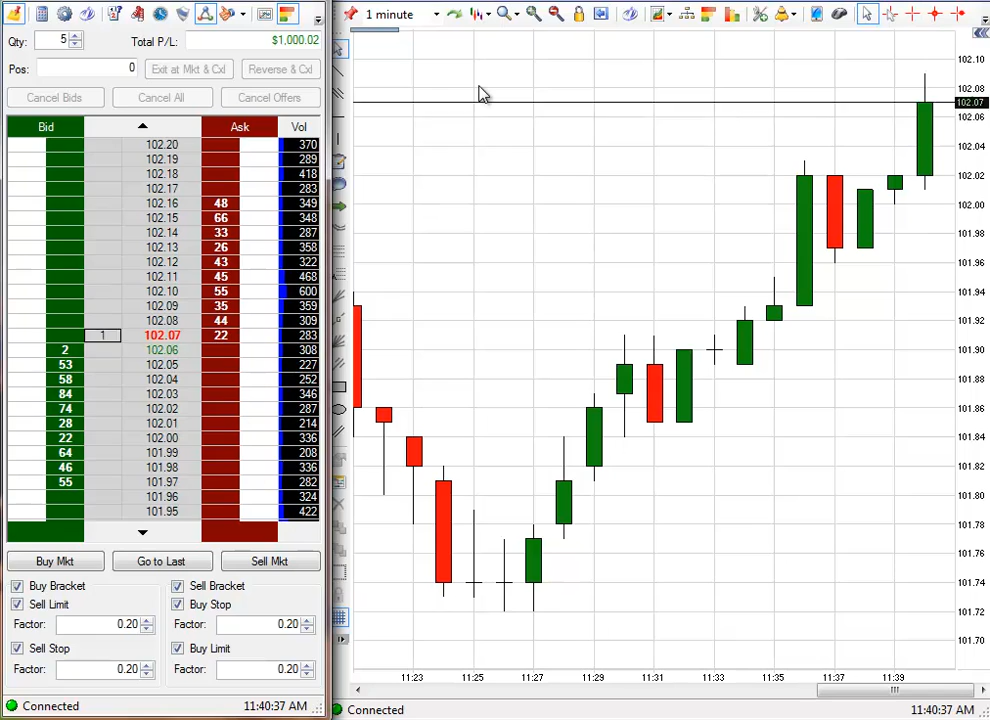 1 minute
Qty: 5 Total P/L: $1,000.02
Pos: 0 Exit at Mkt & Cxl Reverse & Cxl
Cancel Bids Cancel All Cancel Offers
Bid Ask Vol
102.20 370
102.19 289
102.18 418
102.17 283
102.16 48 349
102.15 66 348
102.14 33 287
102.13 26 358
102.12 43 322
102.11 45 468
102.10 55 600
102.09 35 359
102.08 44 309
1 102.07 22 283
2 102.06 308
53 102.05 227
58 102.04 252
84 102.03 346
74 102.02 287
28 102.01 214
22 102.00 336
64 101.99 208
46 101.98 336
55 101.97 282
101.96 324
101.95 422
Buy Mkt Go to Last Sell Mkt
Buy Bracket Sell Bracket
Sell Limit Buy Stop
Factor: 0.20 Factor: 0.20
Sell Stop Buy Limit
Factor: 0.20 Factor: 0.20
Connected 11:40:37 AM
102.10
102.08
102.07
102.06
102.04
102.02
102.00
101.98
101.96
101.94
101.92
101.90
101.88
101.86
101.84
101.82
101.80
101.78
101.76
101.74
101.72
101.70
11:23 11:25 11:27 11:29 11:31 11:33 11:35 11:37 11:39
Connected 11:40:37 AM